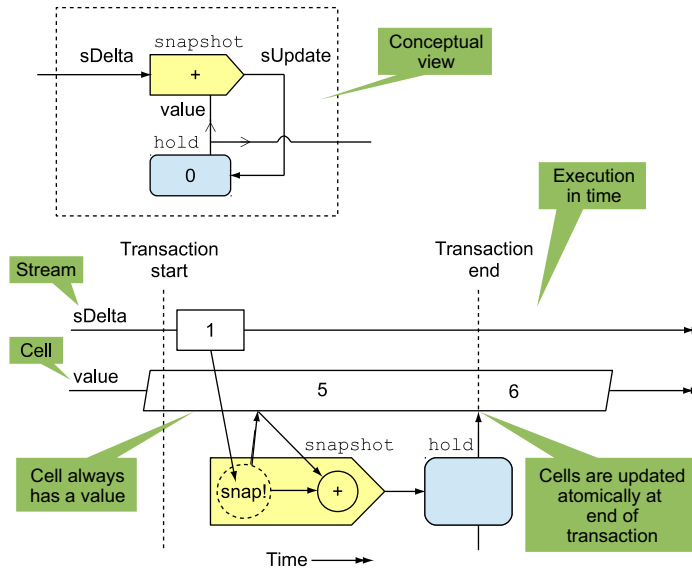 snapshot
sDelta
sUpdate
+
value
hold
0
Conceptual
view
Execution
in time
Transaction
start
Transaction
end
Stream
sDelta
1
Cell
value
5
6
Cell always
has a value
snapshot
hold
snap!
+
Cells are updated
atomically at
end of
transaction
Time